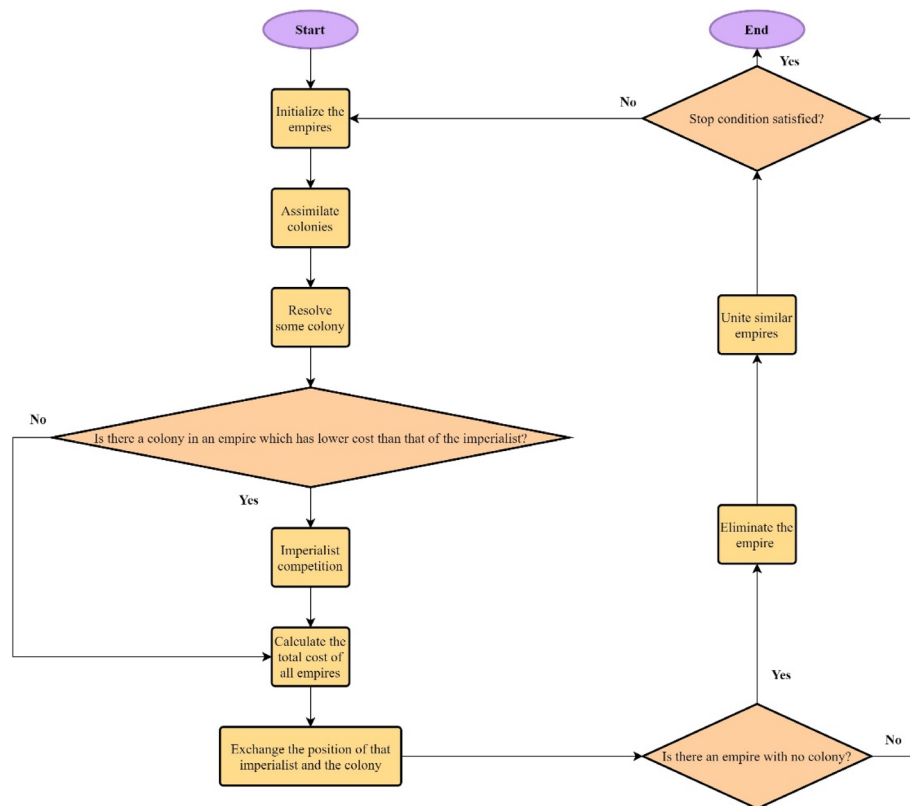 Start
Initialize the
empires
Assimilate
colonies
Resolve
some colony
No
Is there a colony in an empire which has lower cost than that of the imperialist?
Yes
Imperialist
competition
Calculate the
total cost of
all empires
Exchange the position of that
imperialist and the colony
Is there an empire with no colony?
No
Yes
Eliminate the
empire
Unite similar
empires
Stop condition satisfied?
No
Yes
End